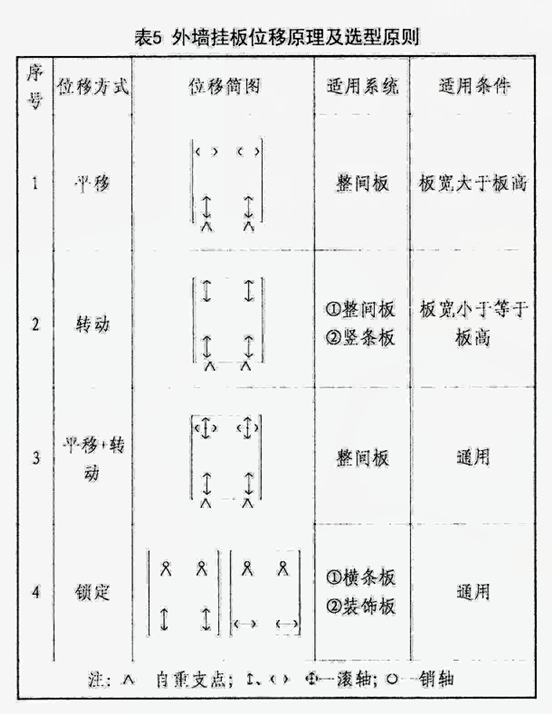 表5 外墙挂板位移原理及选型原则
序号 位移方式 位移简图 适用系统 适用条件
1 平移 整间板 板宽大于板高
2 转动 ①整间板 ②竖条板 板宽小于等于板高
3 平移+转动 整间板 通用
4 锁定 ①横条板 ②装饰板 通用
注: ∧ 自重支点; ↕、‹› ⌖—滚轴; ○—销轴